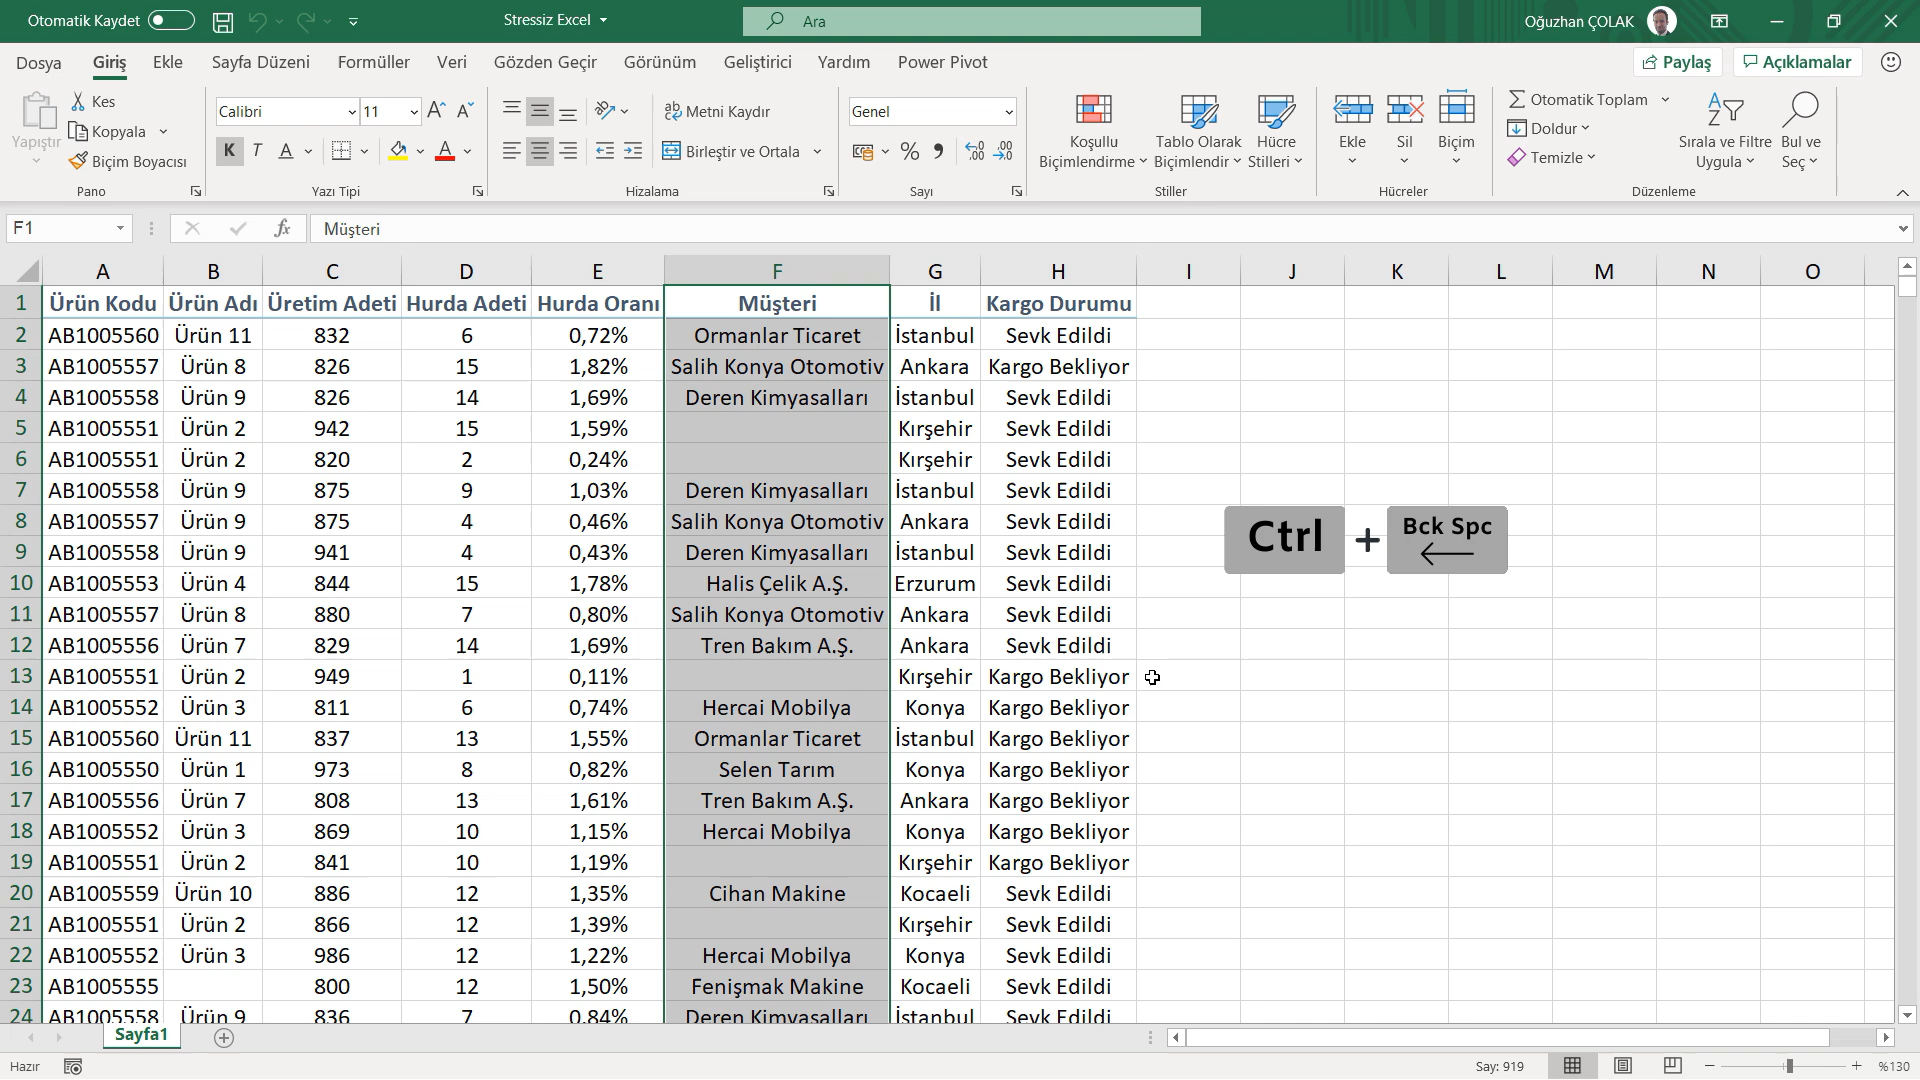 Otomatik Kaydet
Stressiz Excel
Ara
Oğuzhan ÇOLAK
Dosya Giriş Ekle Sayfa Düzeni Formüller Veri Gözden Geçir Görünüm Geliştirici Yardım Power Pivot Paylaş Açıklamalar
Yapıştır
Kes
Kopyala
Biçim Boyacısı
Pano
Calibri 11
K T A A
Yazı Tipi
Metni Kaydır
Birleştir ve Ortala
Hizalama
Genel
%
Sayı
Koşullu Biçimlendirme
Tablo Olarak Biçimlendir
Hücre Stilleri
Stiller
Ekle
Sil
Biçim
Hücreler
Otomatik Toplam
Doldur
Temizle
Sırala ve Filtre Uygula
Bul ve Seç
Düzenleme
F1 fx Müşteri
A B C D E F G H I J K L M N O
1 Ürün Kodu Ürün Adı Üretim Adeti Hurda Adeti Hurda Oranı Müşteri İl Kargo Durumu
2 AB1005560 Ürün 11 832 6 0,72% Ormanlar Ticaret İstanbul Sevk Edildi
3 AB1005557 Ürün 8 826 15 1,82% Salih Konya Otomotiv Ankara Kargo Bekliyor
4 AB1005558 Ürün 9 826 14 1,69% Deren Kimyasalları İstanbul Sevk Edildi
5 AB1005551 Ürün 2 942 15 1,59% Kırşehir Sevk Edildi
6 AB1005551 Ürün 2 820 2 0,24% Kırşehir Sevk Edildi
7 AB1005558 Ürün 9 875 9 1,03% Deren Kimyasalları İstanbul Sevk Edildi
8 AB1005557 Ürün 9 875 4 0,46% Salih Konya Otomotiv Ankara Sevk Edildi
9 AB1005558 Ürün 9 941 4 0,43% Deren Kimyasalları İstanbul Sevk Edildi
10 AB1005553 Ürün 4 844 15 1,78% Halis Çelik A.Ş. Erzurum Sevk Edildi
11 AB1005557 Ürün 8 880 7 0,80% Salih Konya Otomotiv Ankara Sevk Edildi
12 AB1005556 Ürün 7 829 14 1,69% Tren Bakım A.Ş. Ankara Sevk Edildi
13 AB1005551 Ürün 2 949 1 0,11% Kırşehir Kargo Bekliyor
14 AB1005552 Ürün 3 811 6 0,74% Hercai Mobilya Konya Kargo Bekliyor
15 AB1005560 Ürün 11 837 13 1,55% Ormanlar Ticaret İstanbul Kargo Bekliyor
16 AB1005550 Ürün 1 973 8 0,82% Selen Tarım Konya Kargo Bekliyor
17 AB1005556 Ürün 7 808 13 1,61% Tren Bakım A.Ş. Ankara Kargo Bekliyor
18 AB1005552 Ürün 3 869 10 1,15% Hercai Mobilya Konya Kargo Bekliyor
19 AB1005551 Ürün 2 841 10 1,19% Kırşehir Kargo Bekliyor
20 AB1005559 Ürün 10 886 12 1,35% Cihan Makine Kocaeli Sevk Edildi
21 AB1005551 Ürün 2 866 12 1,39% Kırşehir Sevk Edildi
22 AB1005552 Ürün 3 986 12 1,22% Hercai Mobilya Konya Sevk Edildi
23 AB1005555 800 12 1,50% Fenişmak Makine Kocaeli Sevk Edildi
24 AB1005558 Ürün 9 836 7 0,84% Deren Kimyasalları İstanbul Sevk Edildi
Ctrl + Bck Spc
Sayfa1
Hazır
Say: 919
%130